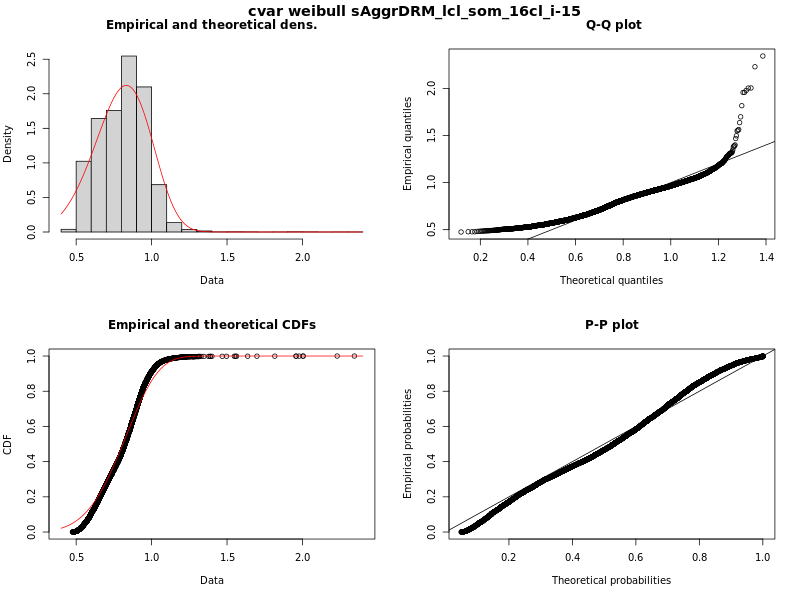 cvar weibull sAggrDRM_lcl_som_16cl_i-15
Empirical and theoretical dens.
Density
0.0 0.5 1.0 1.5 2.0 2.5
0.5 1.0 1.5 2.0
Data
Q-Q plot
Empirical quantiles
0.5 1.0 1.5 2.0
0.2 0.4 0.6 0.8 1.0 1.2 1.4
Theoretical quantiles
Empirical and theoretical CDFs
CDF
0.0 0.2 0.4 0.6 0.8 1.0
0.5 1.0 1.5 2.0
Data
P-P plot
Empirical probabilities
0.0 0.2 0.4 0.6 0.8 1.0
0.2 0.4 0.6 0.8 1.0
Theoretical probabilities